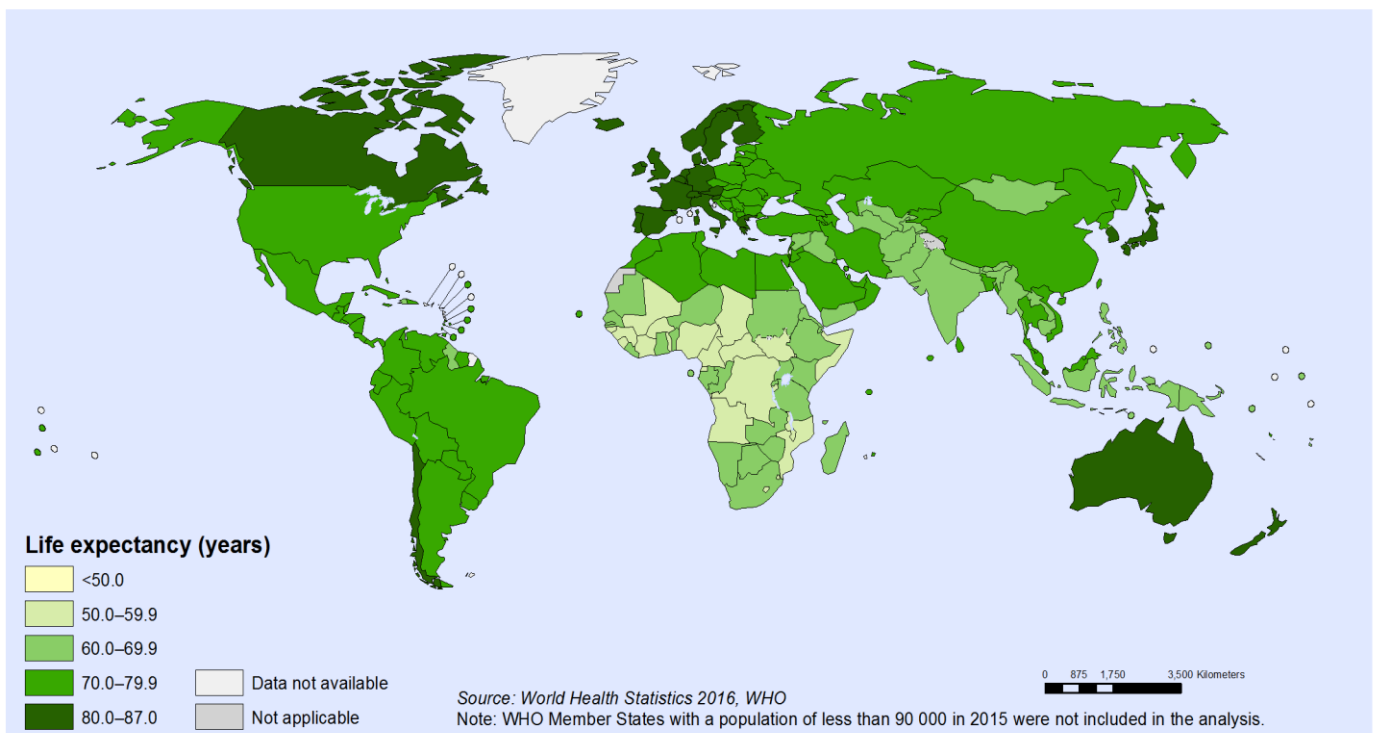 Life expectancy (years)
<50.0
50.0–59.9
60.0–69.9
70.0–79.9
80.0–87.0
Data not available
Not applicable
0 875 1,750 3,500 Kilometers
Source: World Health Statistics 2016, WHO
Note: WHO Member States with a population of less than 90 000 in 2015 were not included in the analysis.